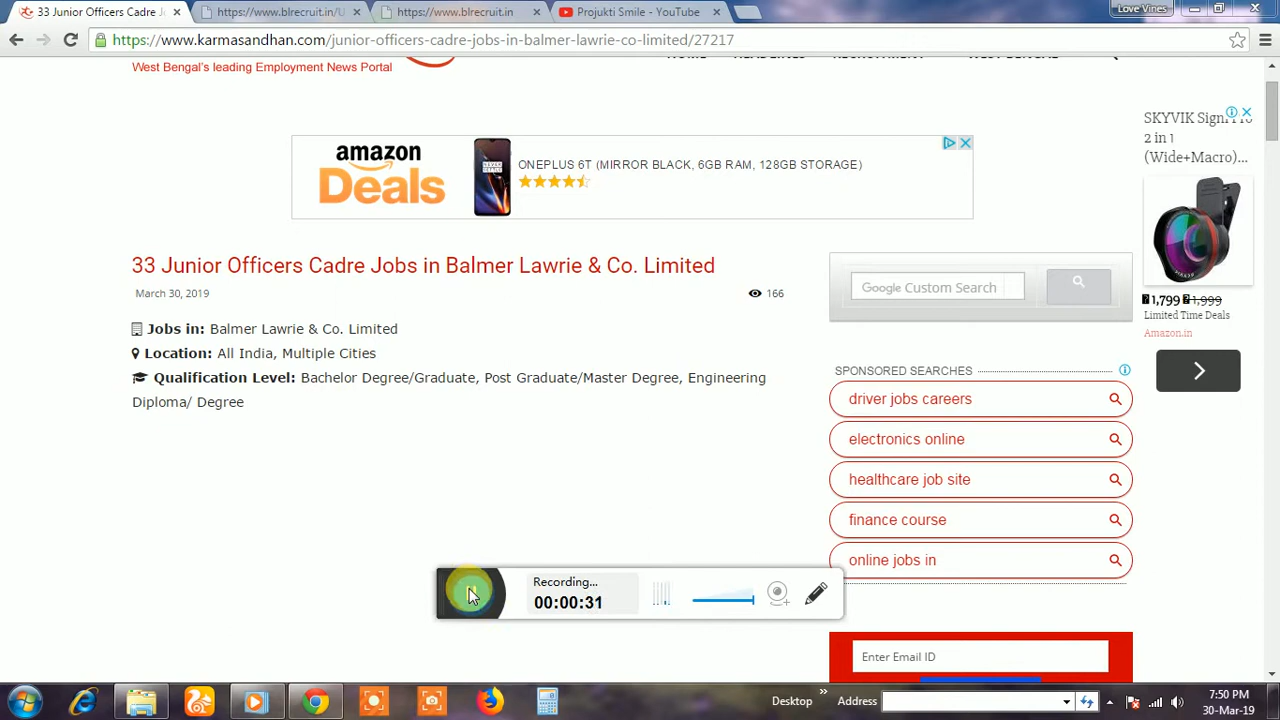 33 Junior Officers Cadre J
https://www.blrecruit.in/U
https://www.blrecruit.in
Projukti Smile - YouTube
Love Vines
https://www.karmasandhan.com/junior-officers-cadre-jobs-in-balmer-lawrie-co-limited/27217
West Bengal's leading Employment News Portal
HOME HEADLINES RECRUITMENT WEST BENGAL
amazon
Deals
ONEPLUS 6T (MIRROR BLACK, 6GB RAM, 128GB STORAGE)
SKYVIK
2 in 1
(Wide+Macro)...
1,799 1,999
Limited Time Deals
Amazon.in
33 Junior Officers Cadre Jobs in Balmer Lawrie & Co. Limited
March 30, 2019
166
Jobs in: Balmer Lawrie & Co. Limited
Location: All India, Multiple Cities
Qualification Level: Bachelor Degree/Graduate, Post Graduate/Master Degree, Engineering
Diploma/ Degree
Google Custom Search
SPONSORED SEARCHES
driver jobs careers
electronics online
healthcare job site
finance course
online jobs in
Enter Email ID
Recording...
00:00:31
Desktop
Address
7:50 PM
30-Mar-19